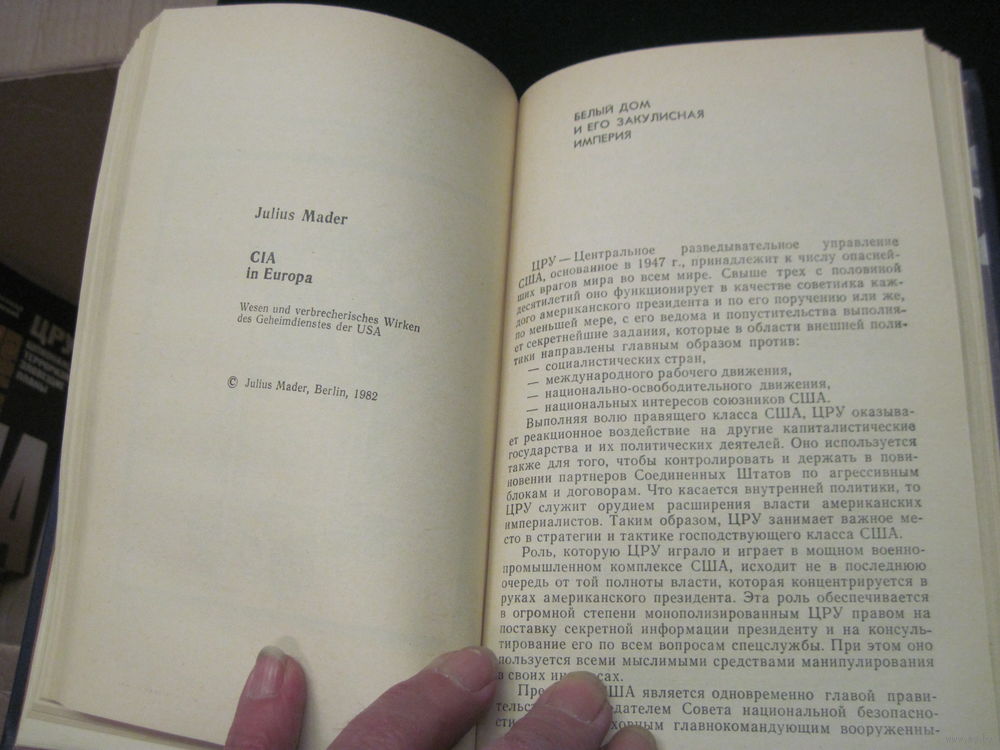 Julius Mader
CIA
in Europa
Wesen und verbrecherisches Wirken
des Geheimdienstes der USA
© Julius Mader, Berlin, 1982
БЕЛЫЙ ДОМ
И ЕГО ЗАКУЛИСНАЯ
ИМПЕРИЯ
ЦРУ — Центральное разведывательное управление
США, основанное в 1947 г., принадлежит к числу опасней-
ших врагов мира во всем мире. Свыше трех с половиной
десятилетий оно функционирует в качестве советника каж-
дого американского президента и по его поручению или же,
по меньшей мере, с его ведома и попустительства выполня-
ет секретнейшие задания, которые в области внешней поли-
тики направлены главным образом против:
— социалистических стран,
— международного рабочего движения,
— национально-освободительного движения,
— национальных интересов союзников США.
Выполняя волю правящего класса США, ЦРУ оказыва-
ет реакционное воздействие на другие капиталистические
государства и их политических деятелей. Оно используется
также для того, чтобы контролировать и держать в пови-
новении партнеров Соединенных Штатов по агрессивным
блокам и договорам. Что касается внутренней политики, то
ЦРУ служит орудием расширения власти американских
империалистов. Таким образом, ЦРУ занимает важное ме-
сто в стратегии и тактике господствующего класса США.
Роль, которую ЦРУ играло и играет в мощном военно-
промышленном комплексе США, исходит не в последнюю
очередь от той полноты власти, которая концентрируется в
руках американского президента. Эта роль обеспечивается
в огромной степени монополизированным ЦРУ правом на
поставку секретной информации президенту и на консуль-
тирование его по всем вопросам спецслужбы. При этом оно
пользуется всеми мыслимыми средствами манипулирования
в своих
США является одновременно главой прави-
Совета национальной безопасно-
главнокомандующим вооруженны-
ЦРУ